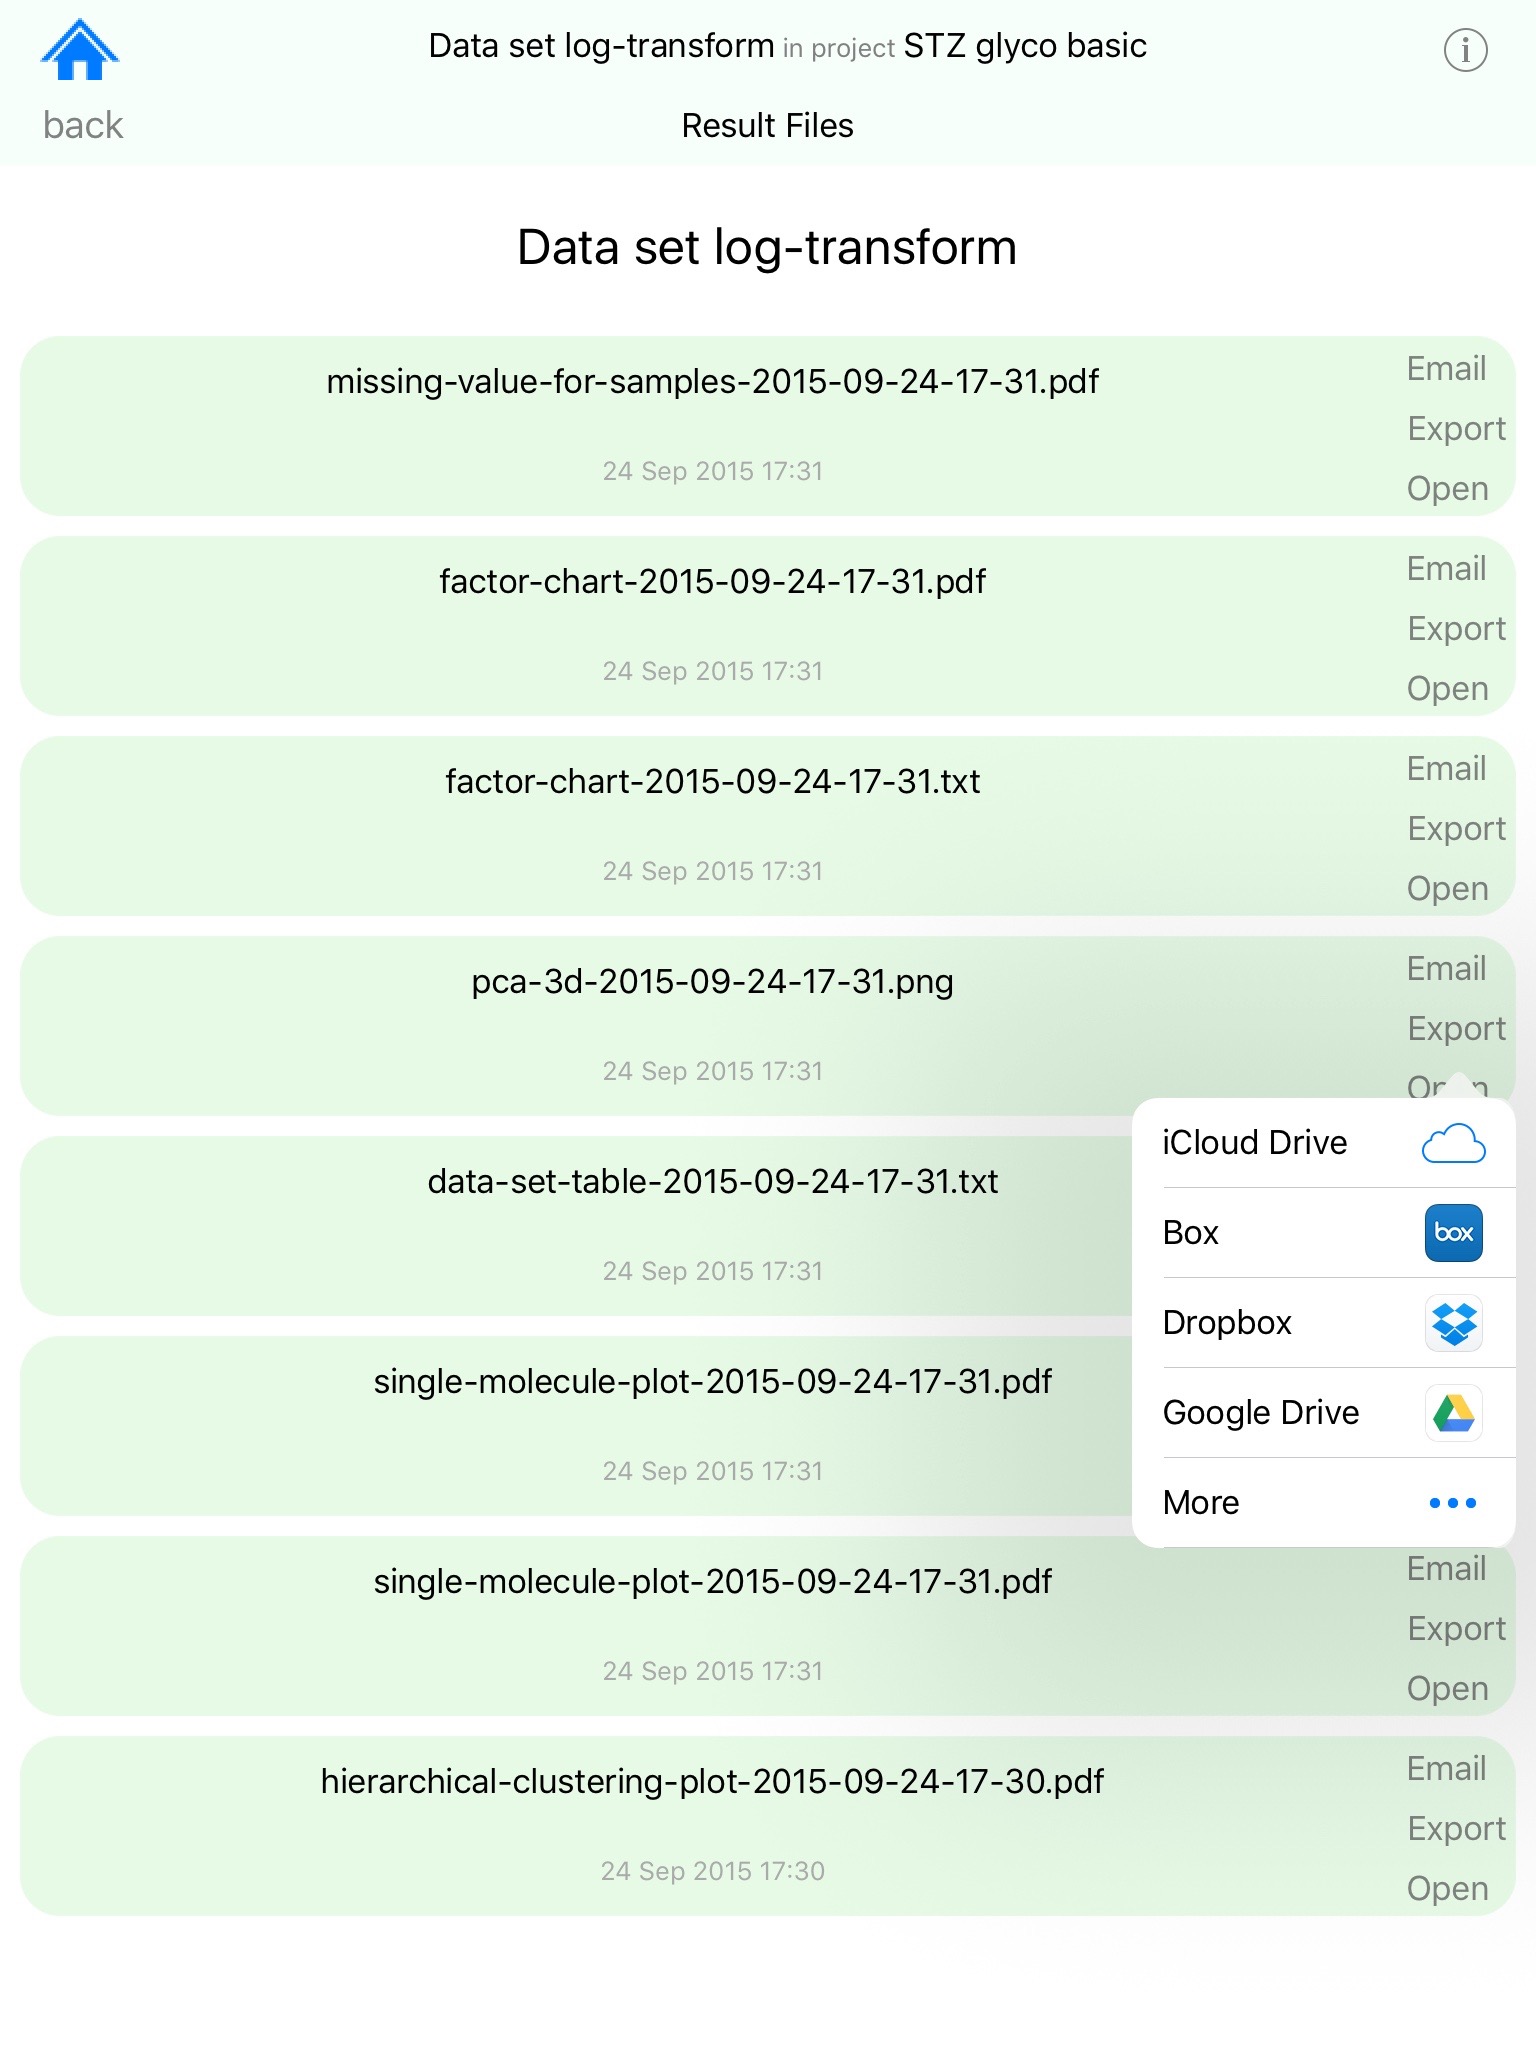 Data set log-transform in project STZ glyco basic
back
Result Files
Data set log-transform
missing-value-for-samples-2015-09-24-17-31.pdf
24 Sep 2015 17:31
Email
Export
Open
factor-chart-2015-09-24-17-31.pdf
24 Sep 2015 17:31
Email
Export
Open
factor-chart-2015-09-24-17-31.txt
24 Sep 2015 17:31
Email
Export
Open
pca-3d-2015-09-24-17-31.png
24 Sep 2015 17:31
Email
Export
Open
data-set-table-2015-09-24-17-31.txt
24 Sep 2015 17:31
single-molecule-plot-2015-09-24-17-31.pdf
24 Sep 2015 17:31
iCloud Drive
Box
box
Dropbox
Google Drive
More
single-molecule-plot-2015-09-24-17-31.pdf
24 Sep 2015 17:31
Email
Export
Open
hierarchical-clustering-plot-2015-09-24-17-30.pdf
24 Sep 2015 17:30
Email
Export
Open